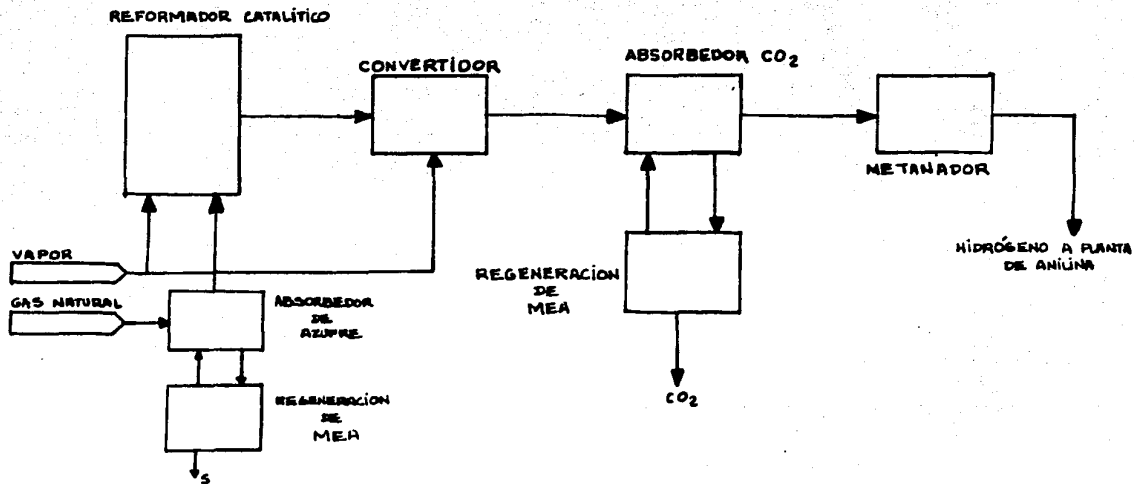 REFORMADOR CATALÍTICO
CONVERTIDOR
ABSORBEDOR CO2
METANADOR
VAPOR
GAS NATURAL
ABSORBEDOR
DE
AZUFRE
REGENERACION
DE
MEA
S
REGENERACION
DE
MEA
CO2
HIDRÓGENO A PLANTA
DE ANILINA